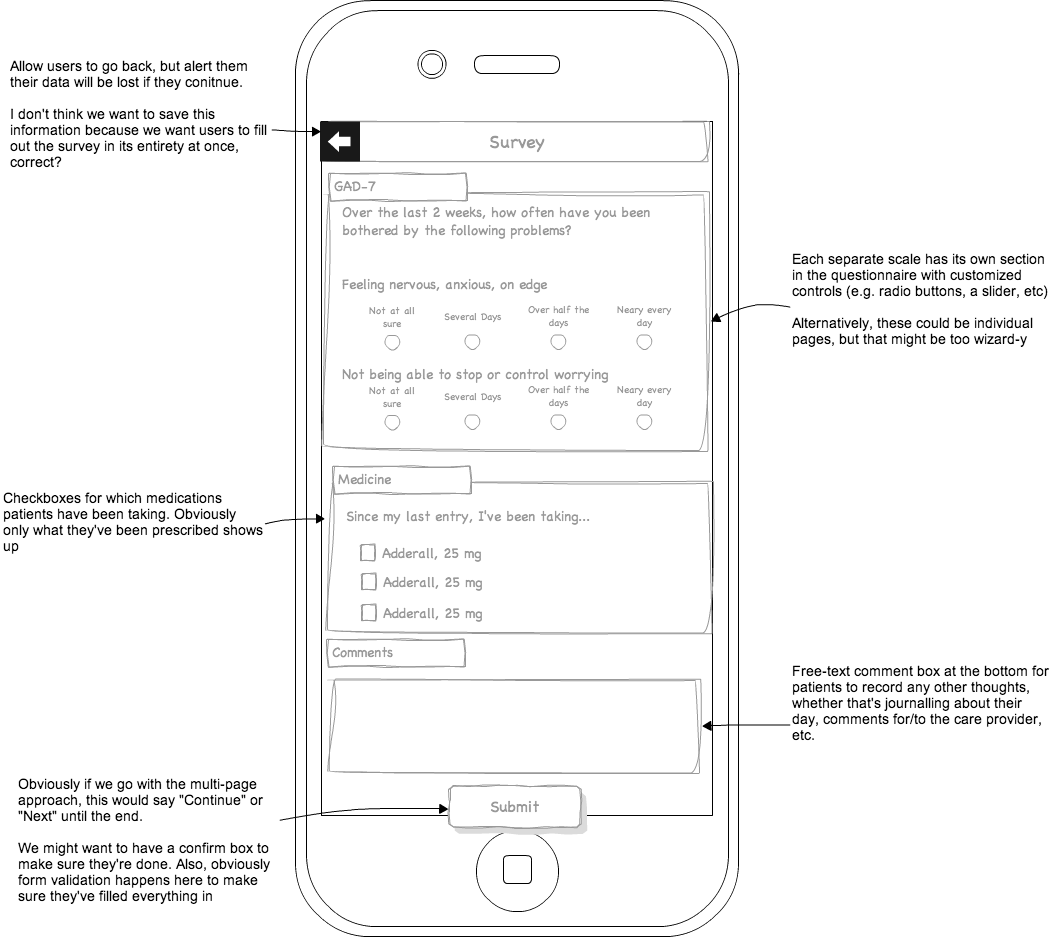 Allow users to go back, but alert them
their data will be lost if they conitnue.
I don't think we want to save this
information because we want users to fill
out the survey in its entirety at once,
correct?
Survey
GAD-7
Over the last 2 weeks, how often have you been
bothered by the following problems?
Feeling nervous, anxious, on edge
Not at all
sure
Several Days
Over half the
days
Neary every
day
Not being able to stop or control worrying
Not at all
sure
Several Days
Over half the
days
Neary every
day
Each separate scale has its own section
in the questionnaire with customized
controls (e.g. radio buttons, a slider, etc)
Alternatively, these could be individual
pages, but that might be too wizard-y
Checkboxes for which medications
patients have been taking. Obviously
only what they've been prescribed shows
up
Medicine
Since my last entry, I've been taking...
Adderall, 25 mg
Adderall, 25 mg
Adderall, 25 mg
Comments
Free-text comment box at the bottom for
patients to record any other thoughts,
whether that's journalling about their
day, comments for/to the care provider,
etc.
Obviously if we go with the multi-page
approach, this would say "Continue" or
"Next" until the end.
We might want to have a confirm box to
make sure they're done. Also, obviously
form validation happens here to make
sure they've filled everything in
Submit